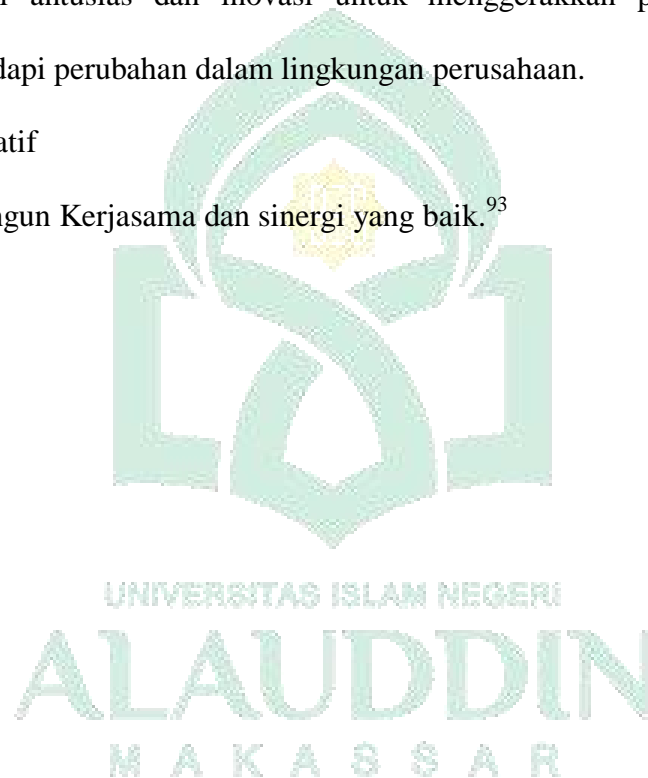 antusias dan inovasi untuk menggerakkan
dapi perubahan dalam lingkungan perusahaan.
atif
ngun Kerjasama dan sinergi yang baik.93
UNIVERSITAS ISLAM NEGERI
ALAUDDIN
MAKASSAR